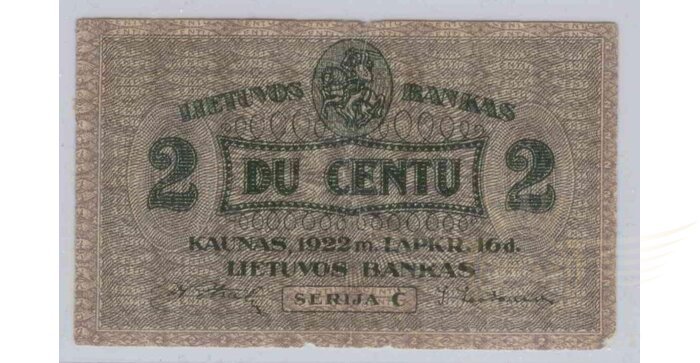 LIETUVOS BANKAS
2 DU CENTU 2
KAUNAS, 1922 m. LAPKR. 16 d.
LIETUVOS BANKAS
SERIJA Č